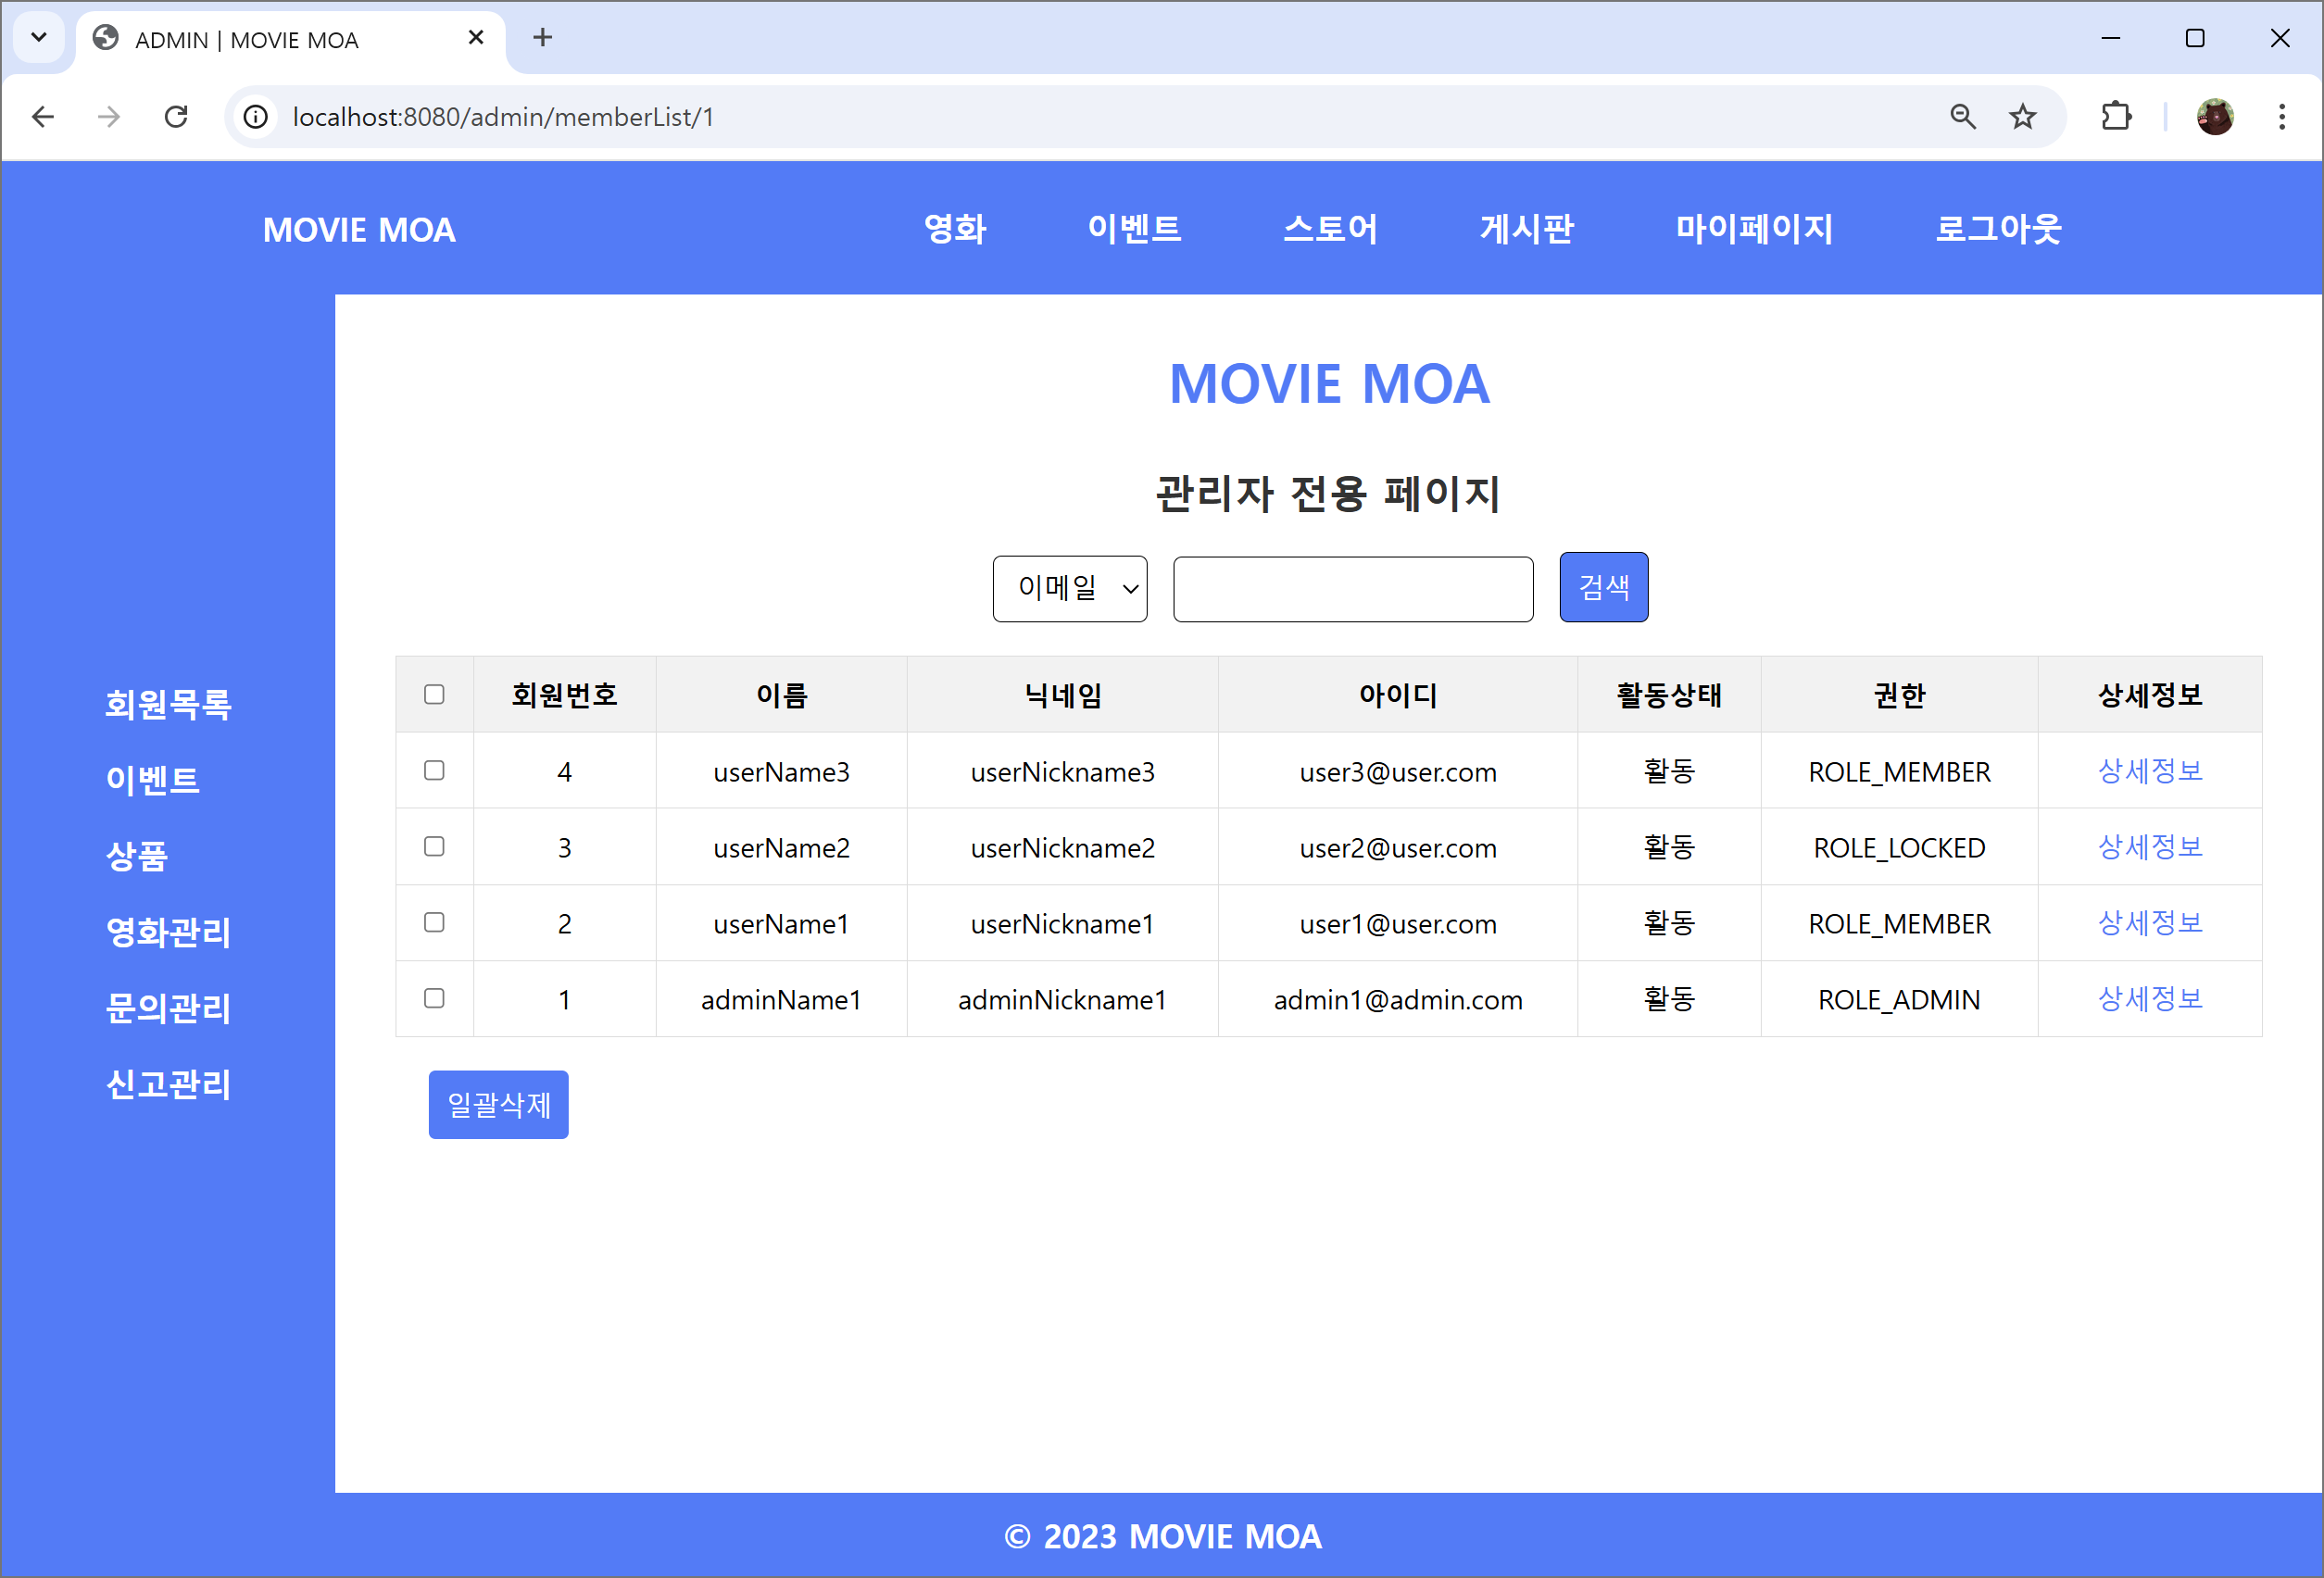 ADMIN | MOVIE MOA
localhost:8080/admin/memberList/1
MOVIE MOA 영화 이벤트 스토어 게시판 마이페이지 로그아웃
MOVIE MOA
관리자 전용 페이지
이메일 검색
회원번호 이름 닉네임 아이디 활동상태 권한 상세정보
4 userName3 userNickname3 user3@user.com 활동 ROLE_MEMBER 상세정보
3 userName2 userNickname2 user2@user.com 활동 ROLE_LOCKED 상세정보
2 userName1 userNickname1 user1@user.com 활동 ROLE_MEMBER 상세정보
1 adminName1 adminNickname1 admin1@admin.com 활동 ROLE_ADMIN 상세정보
일괄삭제
회원목록
이벤트
상품
영화관리
문의관리
신고관리
© 2023 MOVIE MOA